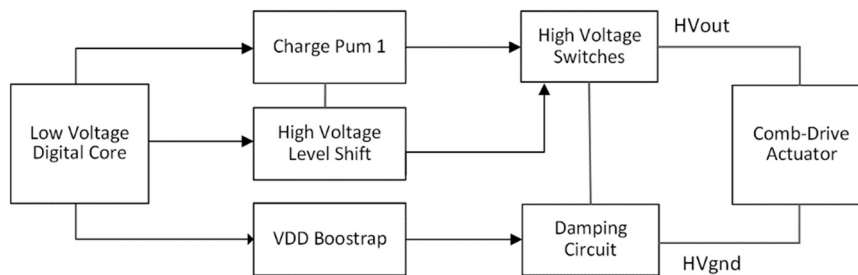 Charge Pum 1
High Voltage
Switches
HVout
Low Voltage
Digital Core
High Voltage
Level Shift
Comb-Drive
Actuator
VDD Boostrap
Damping
Circuit
HVgnd